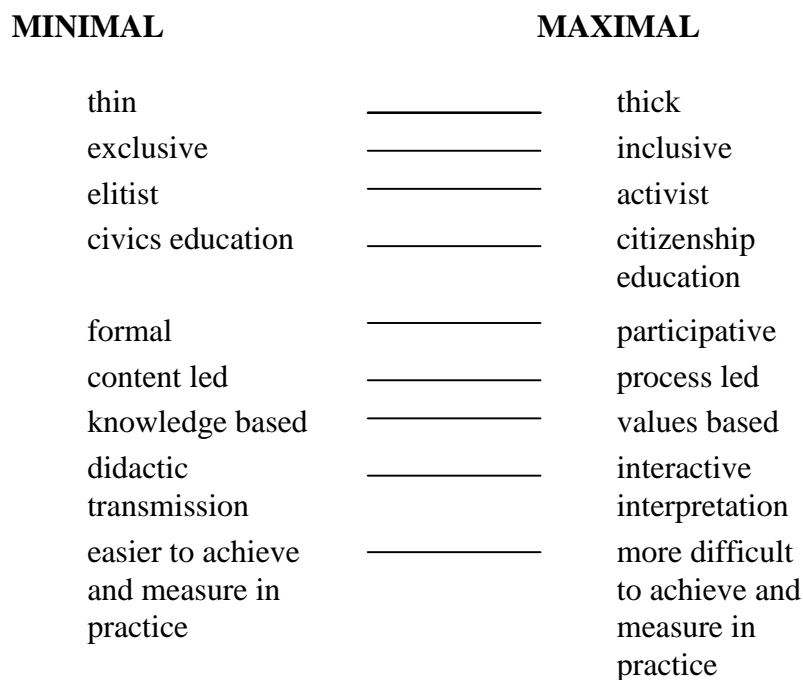 MINIMAL MAXIMAL
thin thick
exclusive inclusive
elitist activist
civics education citizenship
education
formal participative
content led process led
knowledge based values based
didactic interactive
transmission interpretation
easier to achieve more difficult
and measure in to achieve and
practice measure in
practice